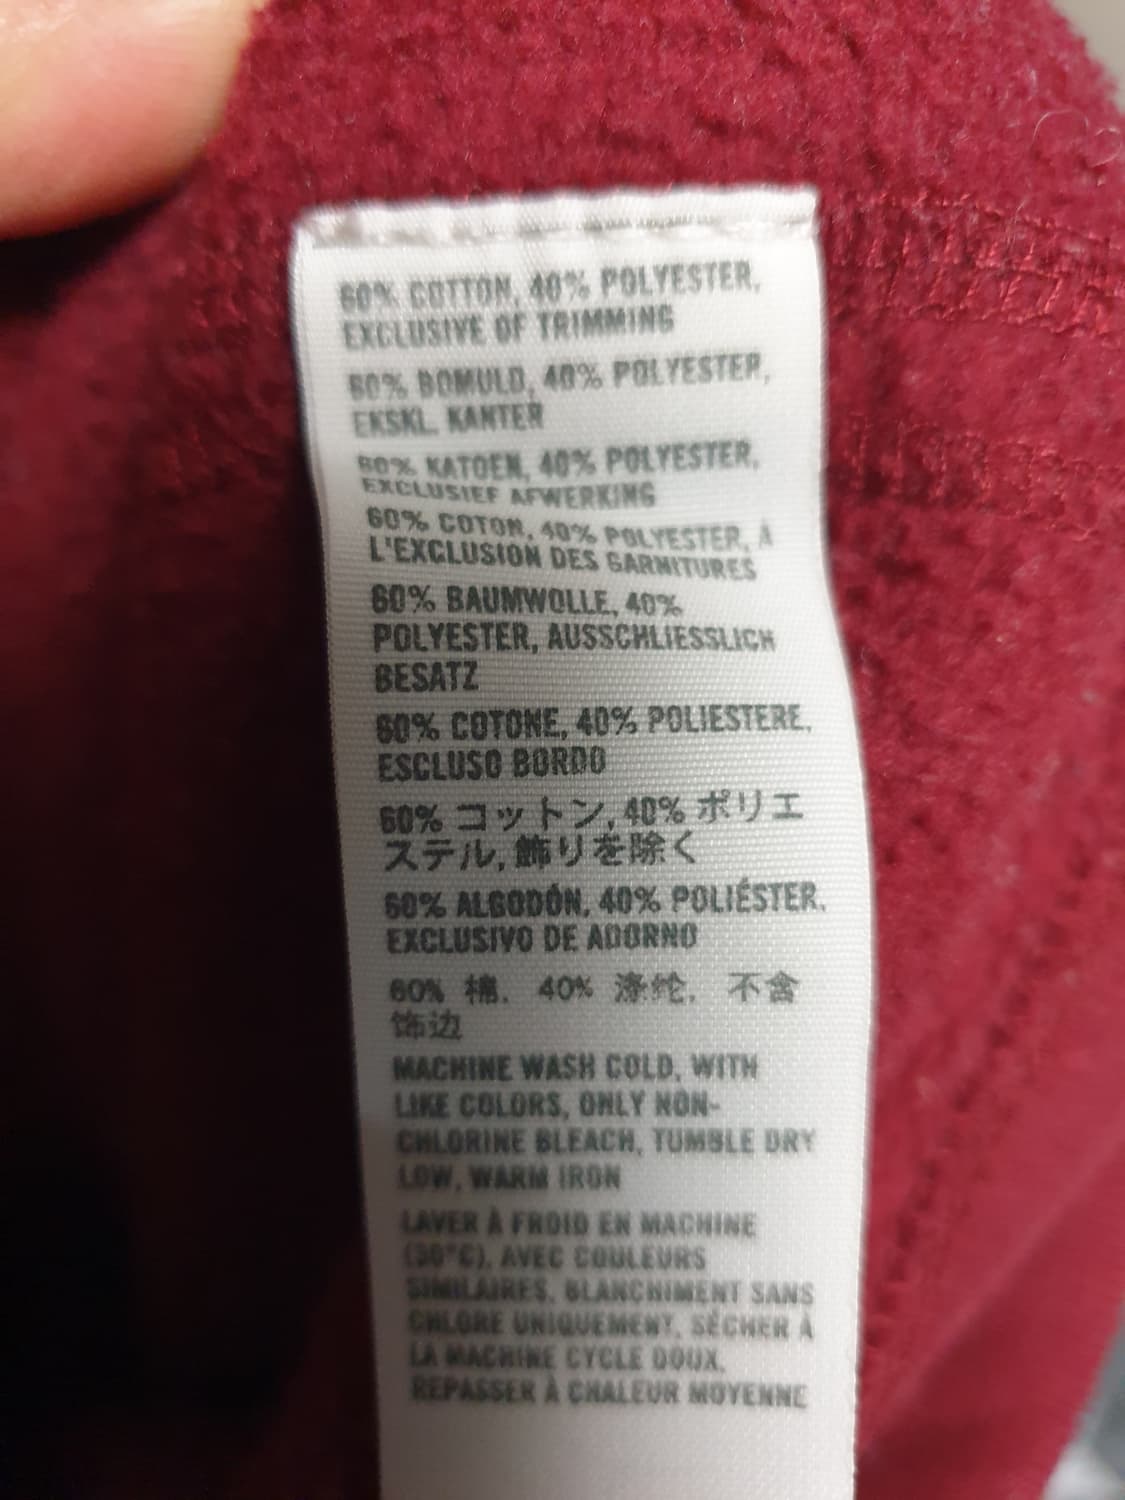 60% COTTON, 40% POLYESTER,
EXCLUSIVE OF TRIMMING
60% BOMULD, 40% POLYESTER,
EKSKL. KANTER
60% KATOEN, 40% POLYESTER,
EXCLUSIEF AFWERKING
60% COTON, 40% POLYESTER, À
L'EXCLUSION DES GARNITURES
60% BAUMWOLLE, 40%
POLYESTER, AUSSCHLIESSLICH
BESATZ
60% COTONE, 40% POLIESTERE,
ESCLUSO BORDO
60% コットン, 40% ポリエ
ステル, 飾りを除く
60% ALGODÓN, 40% POLIÉSTER,
EXCLUSIVO DE ADORNO
60% 棉, 40% 涤纶, 不含
饰边
MACHINE WASH COLD, WITH
LIKE COLORS, ONLY NON-
CHLORINE BLEACH, TUMBLE DRY
LOW, WARM IRON
LAVER À FROID EN MACHINE
(30°C), AVEC COULEURS
SIMILAIRES, BLANCHIMENT SANS
CHLORE UNIQUEMENT, SÉCHER À
LA MACHINE CYCLE DOUX,
REPASSER À CHALEUR MOYENNE